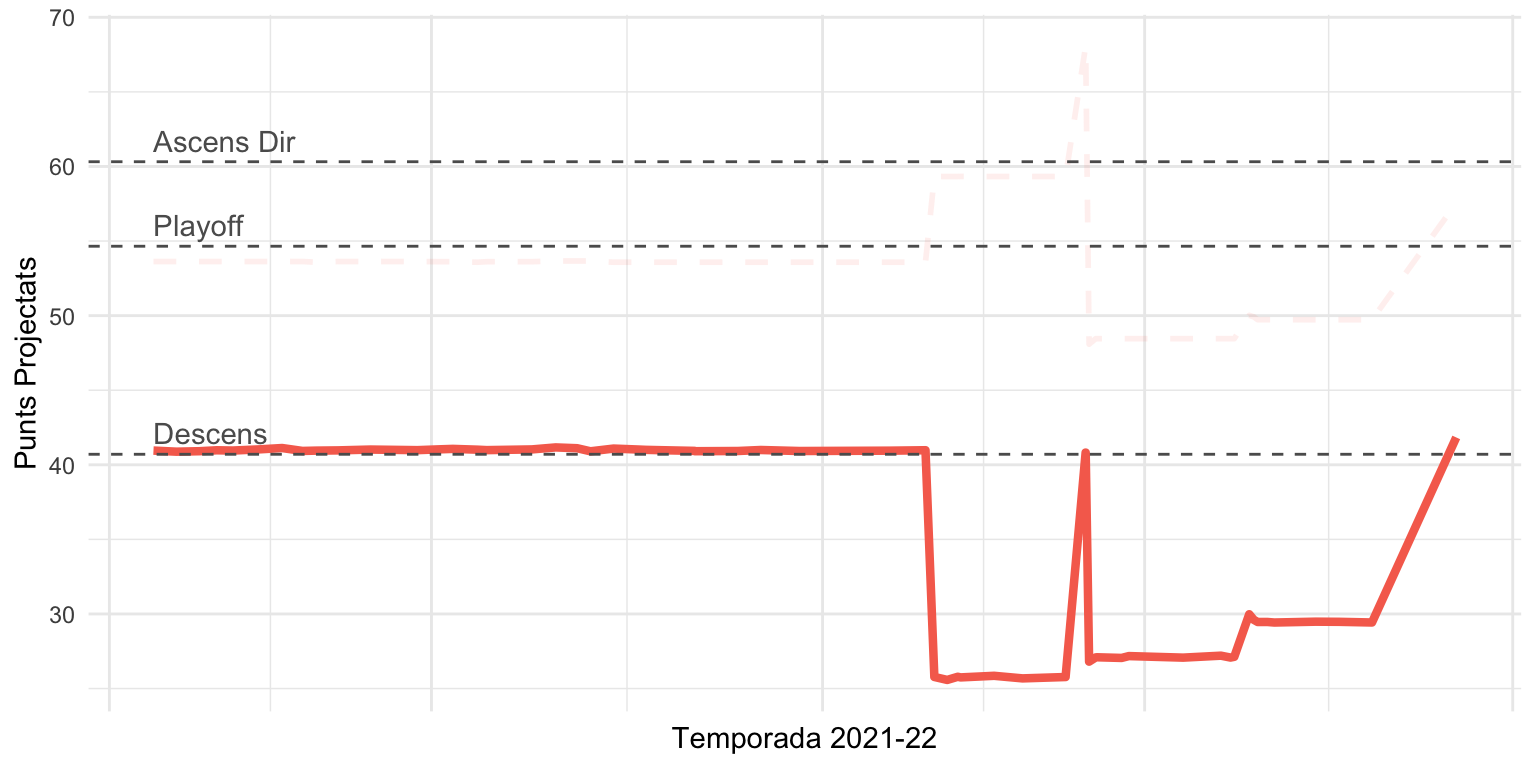 70
Ascens Dir
60
Playoff
50
Descens
40
30
Punts Projectats
Temporada 2021-22